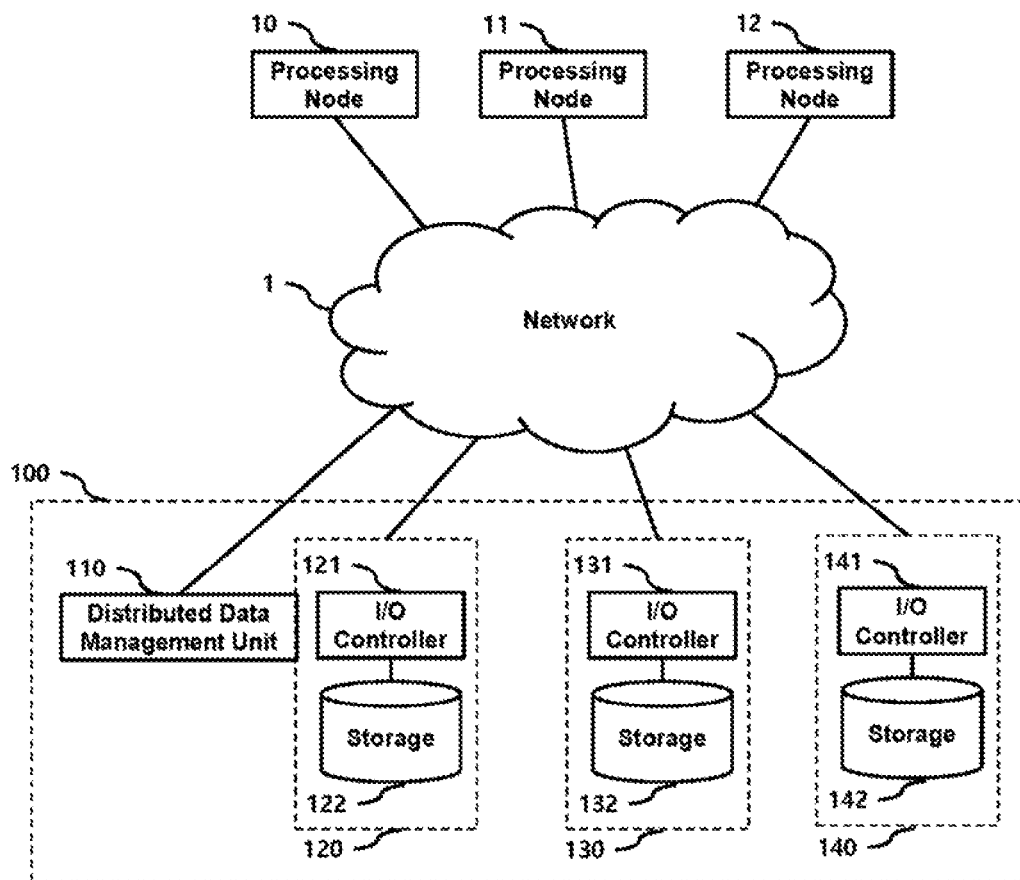 10
11
12
Processing
Node
Processing
Node
Processing
Node
1
Network
100
110
121
131
141
Distributed Data
Management Unit
I/O
Controller
I/O
Controller
I/O
Controller
Storage
Storage
Storage
122
132
142
120
130
140